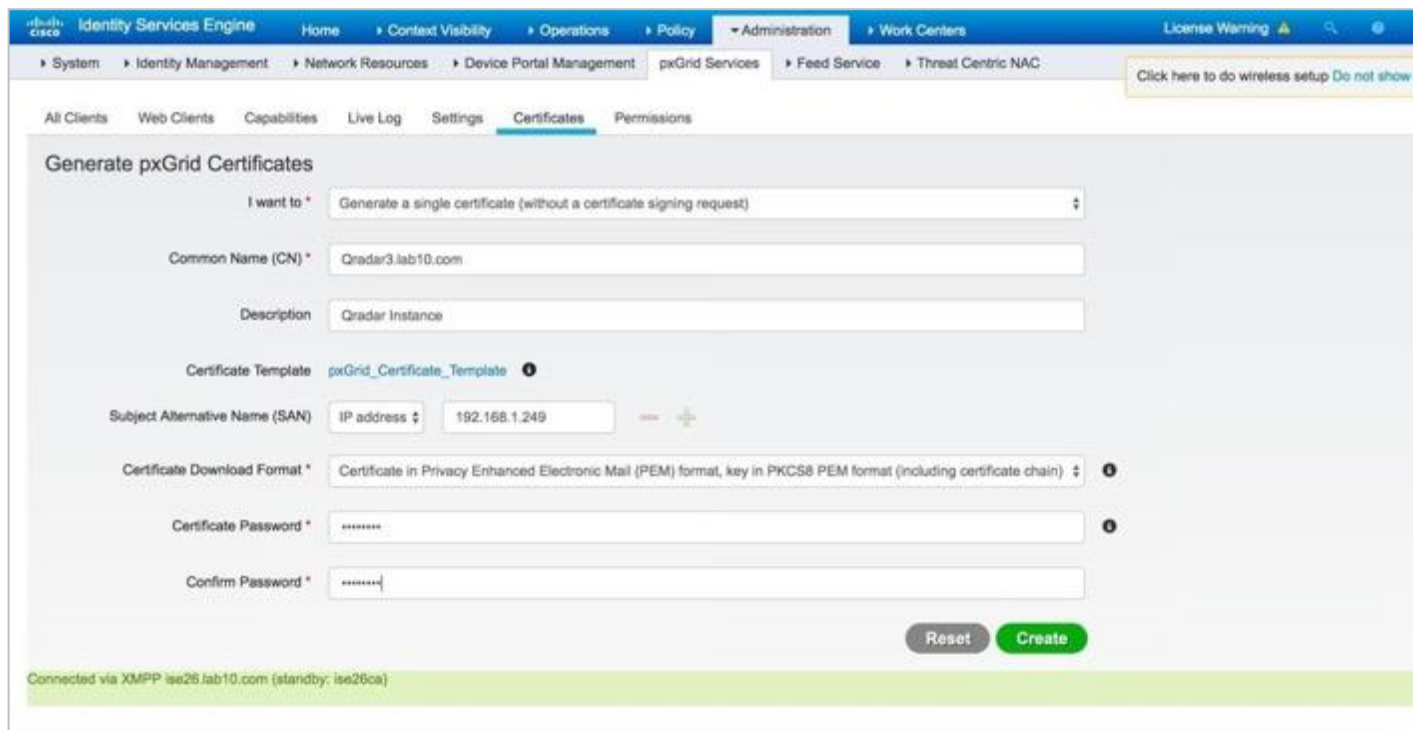 cisco Identity Services Engine Home Context Visibility Operations Policy Administration Work Centers License Warning
System Identity Management Network Resources Device Portal Management pxGrid Services Feed Service Threat Centric NAC
Click here to do wireless setup Do not show
All Clients Web Clients Capabilities Live Log Settings Certificates Permissions
Generate pxGrid Certificates
I want to * Generate a single certificate (without a certificate signing request)
Common Name (CN) * Qradar3.lab10.com
Description Qradar Instance
Certificate Template pxGrid_Certificate_Template
Subject Alternative Name (SAN) IP address 192.168.1.249
Certificate Download Format * Certificate in Privacy Enhanced Electronic Mail (PEM) format, key in PKCS8 PEM format (including certificate chain)
Certificate Password * ••••••••
Confirm Password * ••••••••
Reset Create
Connected via XMPP ise26.lab10.com (standby: ise26ca)